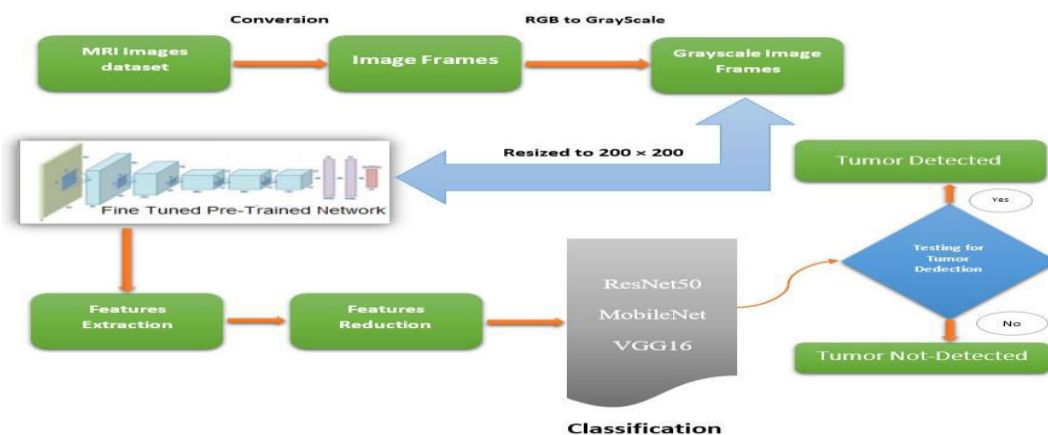 Conversion
RGB to GrayScale
MRI Images
dataset
Image Frames
Grayscale Image
Frames
Resized to 200 × 200
Fine Tuned Pre-Trained Network
Tumor Detected
Yes
Testing for
Tumor
Dedection
No
Tumor Not-Detected
Features
Extraction
Features
Reduction
ResNet50
MobileNet
VGG16
Classification